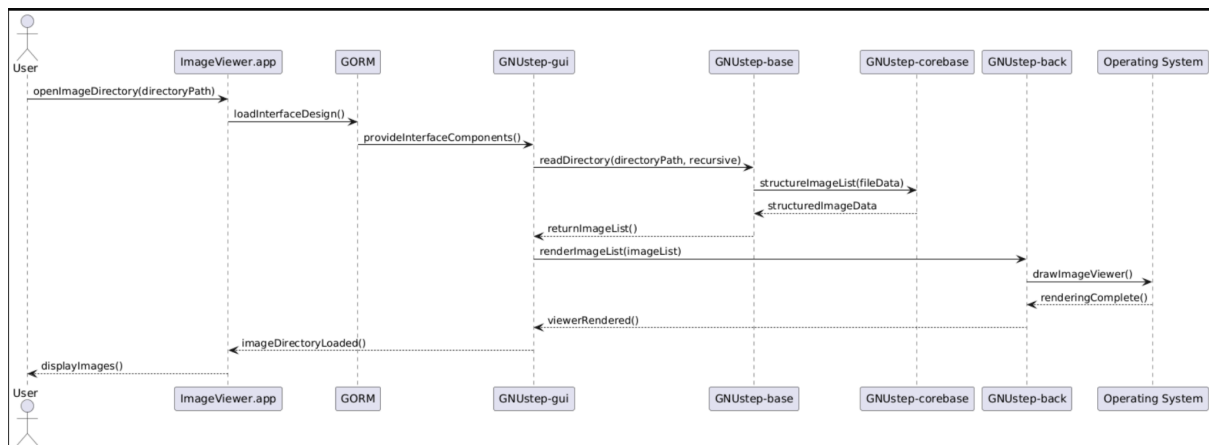 User
ImageViewer.app
GORM
GNUstep-gui
GNUstep-base
GNUstep-corebase
GNUstep-back
Operating System
openImageDirectory(directoryPath)
loadInterfaceDesign()
provideInterfaceComponents()
readDirectory(directoryPath, recursive)
structureImageList(fileData)
structuredImageData
returnImageList()
renderImageList(imageList)
drawImageViewer()
renderingComplete()
viewerRendered()
imageDirectoryLoaded()
displayImages()
User
ImageViewer.app
GORM
GNUstep-gui
GNUstep-base
GNUstep-corebase
GNUstep-back
Operating System